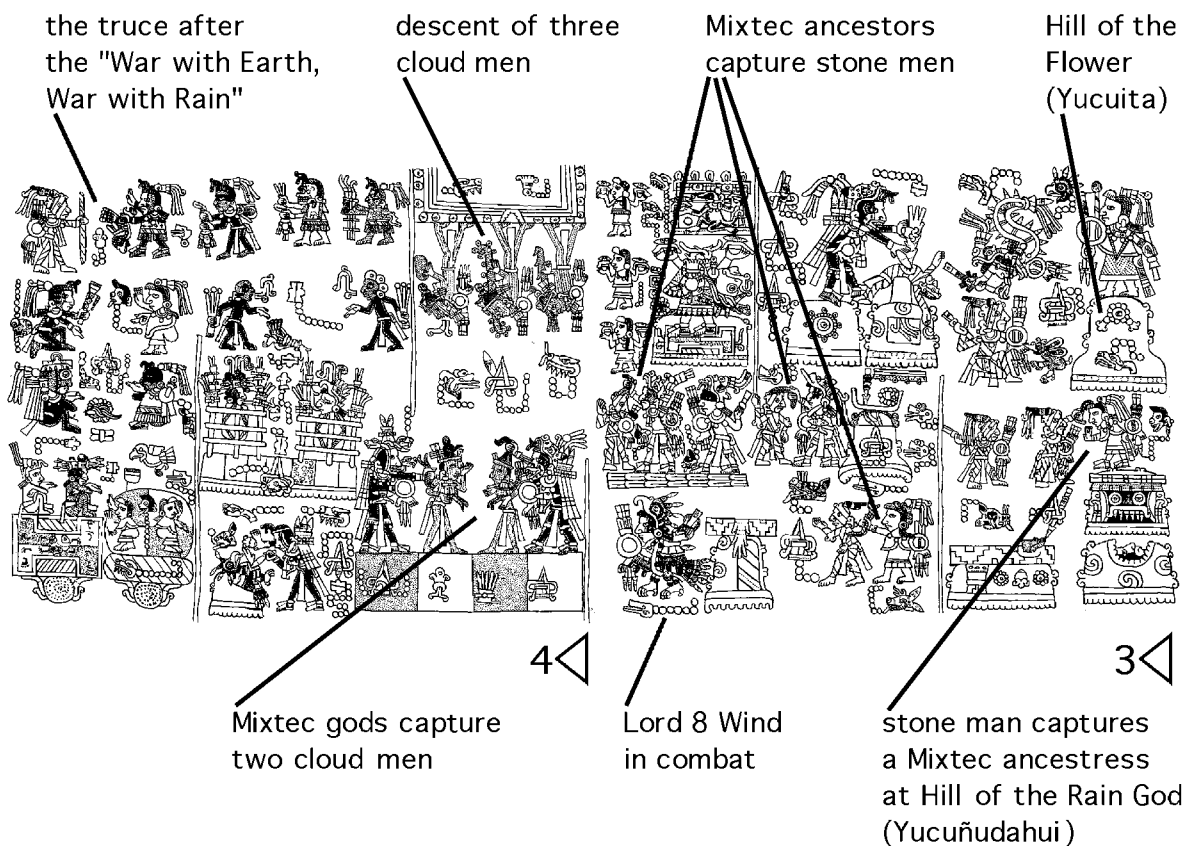 the truce after
the "War with Earth,
War with Rain"
descent of three
cloud men
Mixtec ancestors
capture stone men
Hill of the
Flower
(Yucuita)
4
3
Mixtec gods capture
two cloud men
Lord 8 Wind
in combat
stone man captures
a Mixtec ancestress
at Hill of the Rain God
(Yucuñudahui)